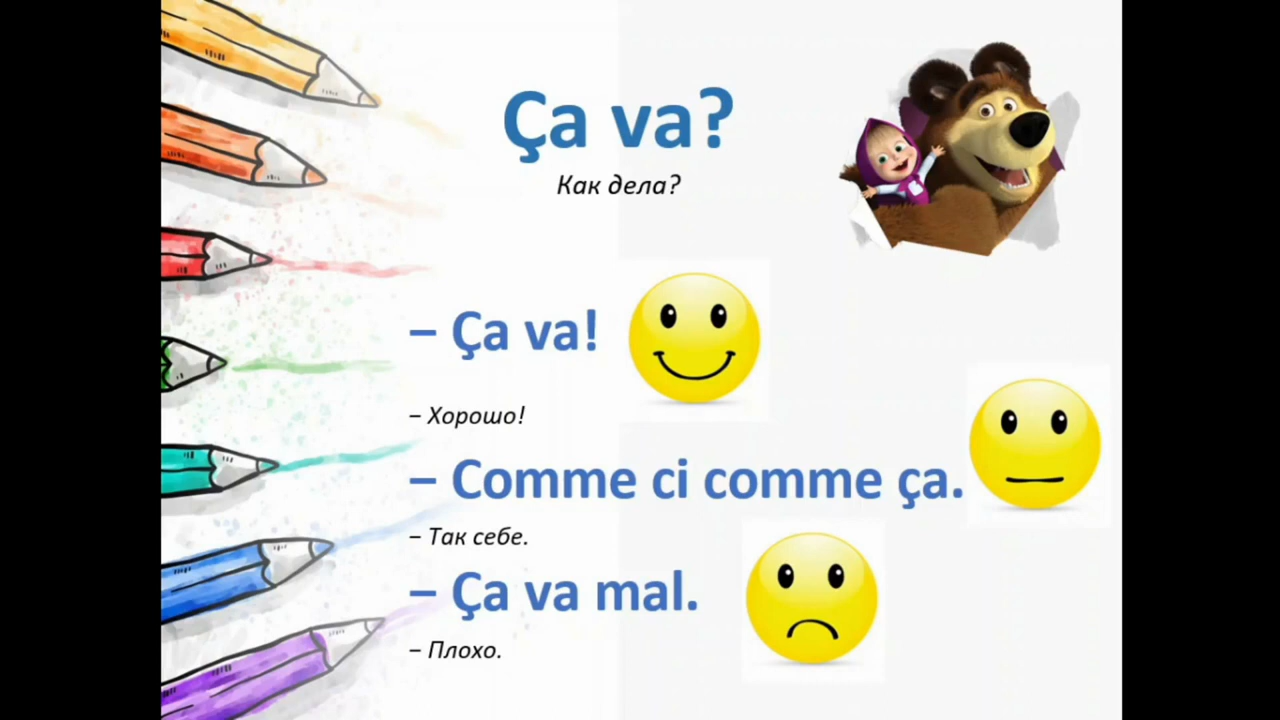 Ça va?
Как дела?
– Ça va!
– Хорошо!
– Comme ci comme ça.
– Так себе.
– Ça va mal.
– Плохо.